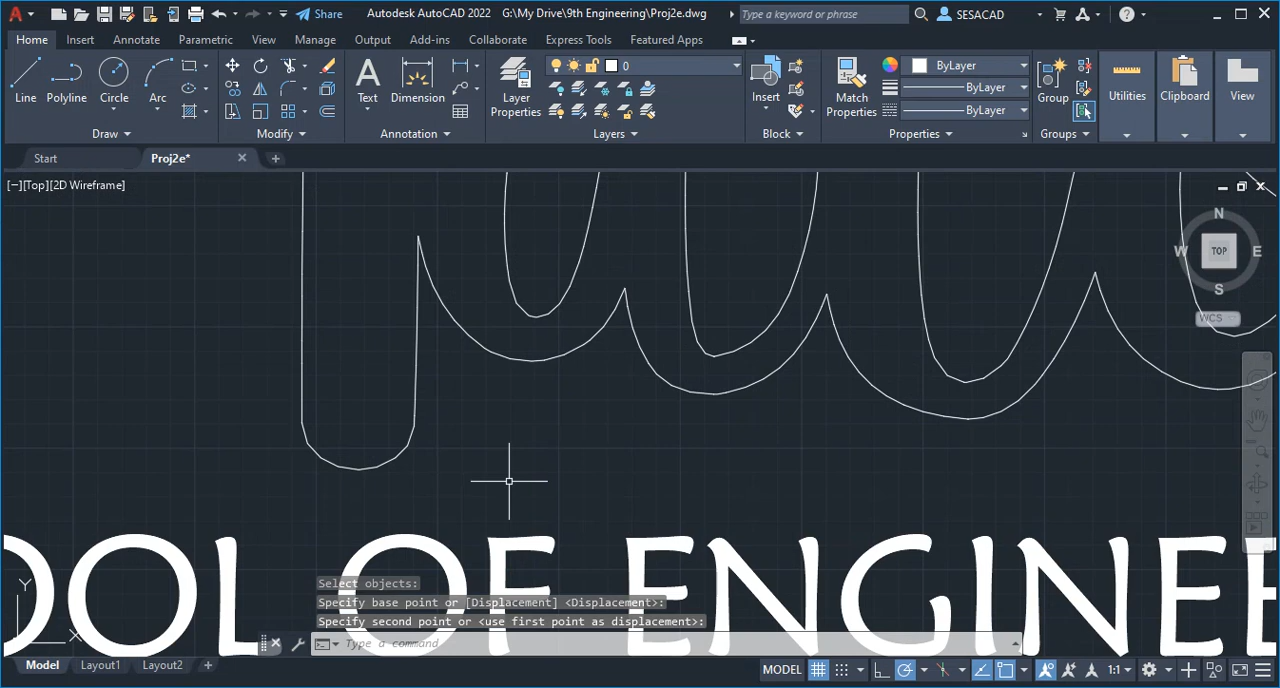 Share
Autodesk AutoCAD 2022 G:\My Drive\9th Engineering\Proj2e.dwg
Type a keyword or phrase
SESACAD
Home Insert Annotate Parametric View Manage Output Add-ins Collaborate Express Tools Featured Apps
0
ByLayer
ByLayer
ByLayer
Line Polyline Circle Arc Text Dimension Layer Properties Insert Match Properties Group Utilities Clipboard View
Draw Modify Annotation Layers Block Properties Groups
Start Proj2e*
[−][Top][2D Wireframe]
N
W TOP E
S
WCS
OOL OF ENGINEE
Select objects:
Specify base point or [Displacement] <Displacement>:
Specify second point or <use first point as displacement>:
Type a command
Y
X
Model Layout1 Layout2 MODEL 1:1